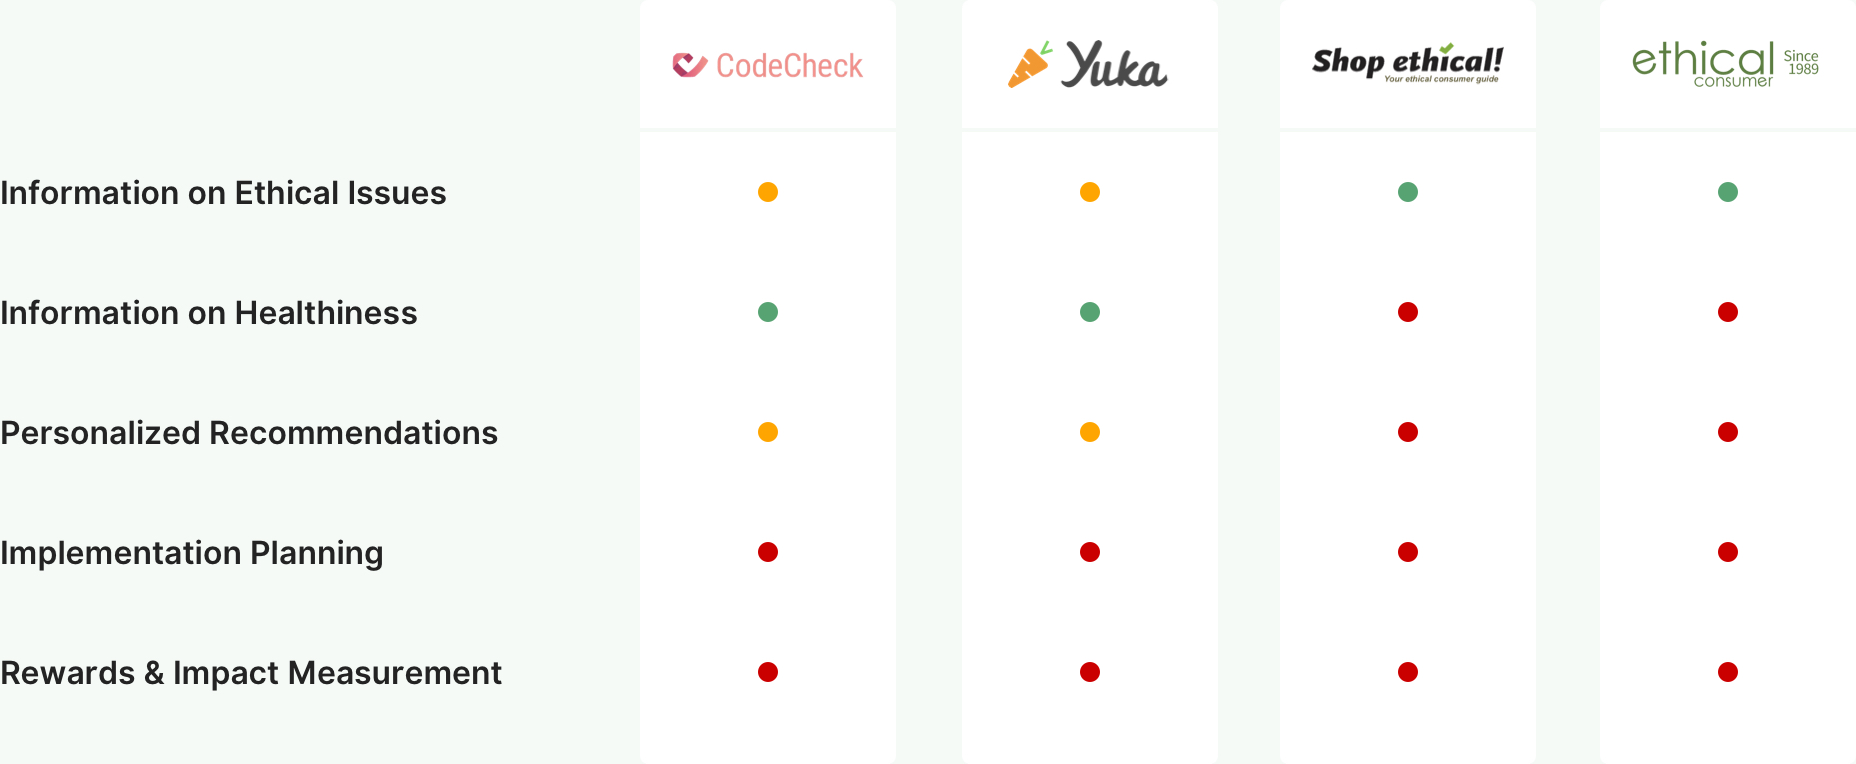 CodeCheck
Yuka
Shop ethical!
Your ethical consumer guide
ethical
consumer
Since
1989
Information on Ethical Issues
Information on Healthiness
Personalized Recommendations
Implementation Planning
Rewards & Impact Measurement